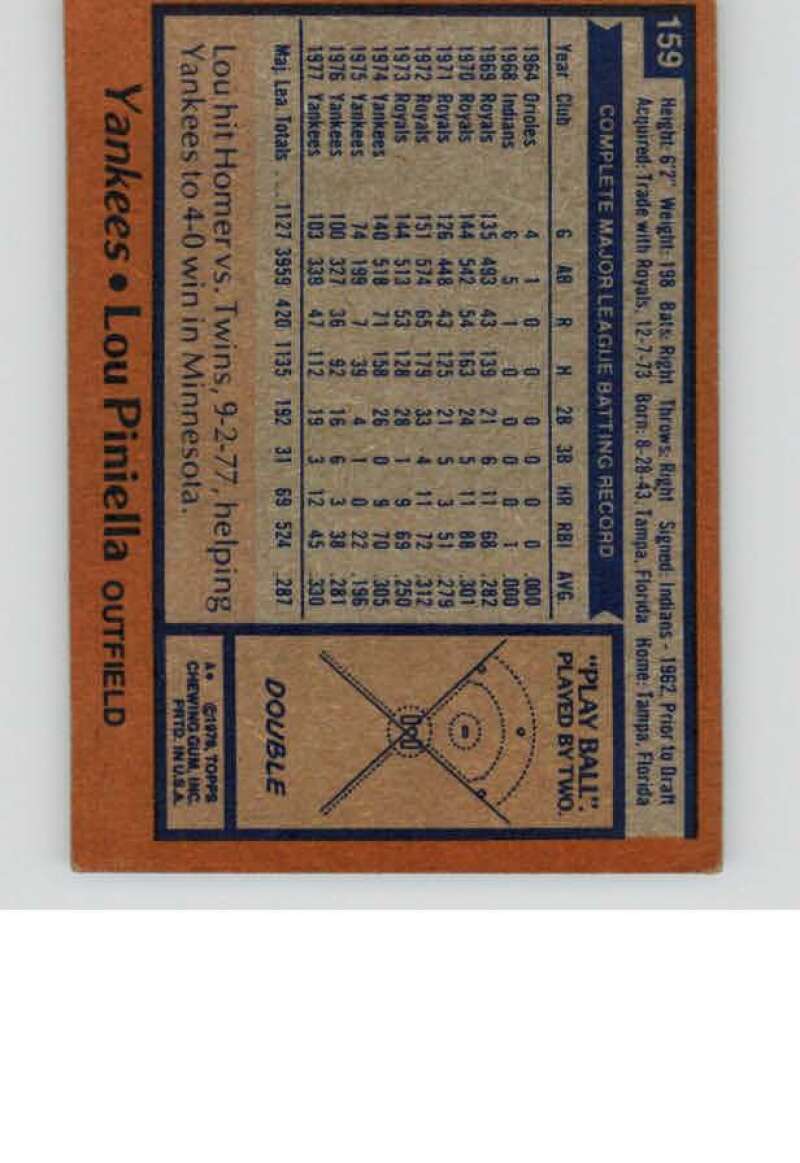 159
Height: 6'2" Weight: 198 Bats: Right Throws: Right Signed: Indians - 1962, Prior to Draft
Acquired: Trade with Royals, 12-7-73 Born: 8-28-43, Tampa, Florida Home: Tampa, Florida
COMPLETE MAJOR LEAGUE BATTING RECORD
Year Club G AB R H 2B 3B HR RBI AVG.
1964 Orioles 4 1 0 0 0 0 0 0 .000
1968 Indians 6 5 1 0 0 0 0 1 .000
1969 Royals 135 493 43 139 21 6 11 68 .282
1970 Royals 144 542 54 163 24 5 11 88 .301
1971 Royals 126 448 43 125 21 5 3 51 .279
1972 Royals 151 574 65 179 33 4 11 72 .312
1973 Royals 144 513 53 128 28 1 9 69 .250
1974 Yankees 140 518 71 158 26 0 9 70 .305
1975 Yankees 74 199 7 39 4 1 0 22 .196
1976 Yankees 100 327 36 92 16 6 3 38 .281
1977 Yankees 103 339 47 112 19 3 12 45 .330
Maj. Lea. Totals ... 1127 3959 420 1135 192 31 69 524 .287
Lou hit Homer vs. Twins, 9-2-77, helping
Yankees to 4-0 win in Minnesota.
"PLAY BALL".
PLAYED BY TWO.
DOUBLE
A* ©1978, TOPPS
CHEWING GUM, INC.
PRTD. IN U.S.A.
Yankees • Lou Piniella OUTFIELD